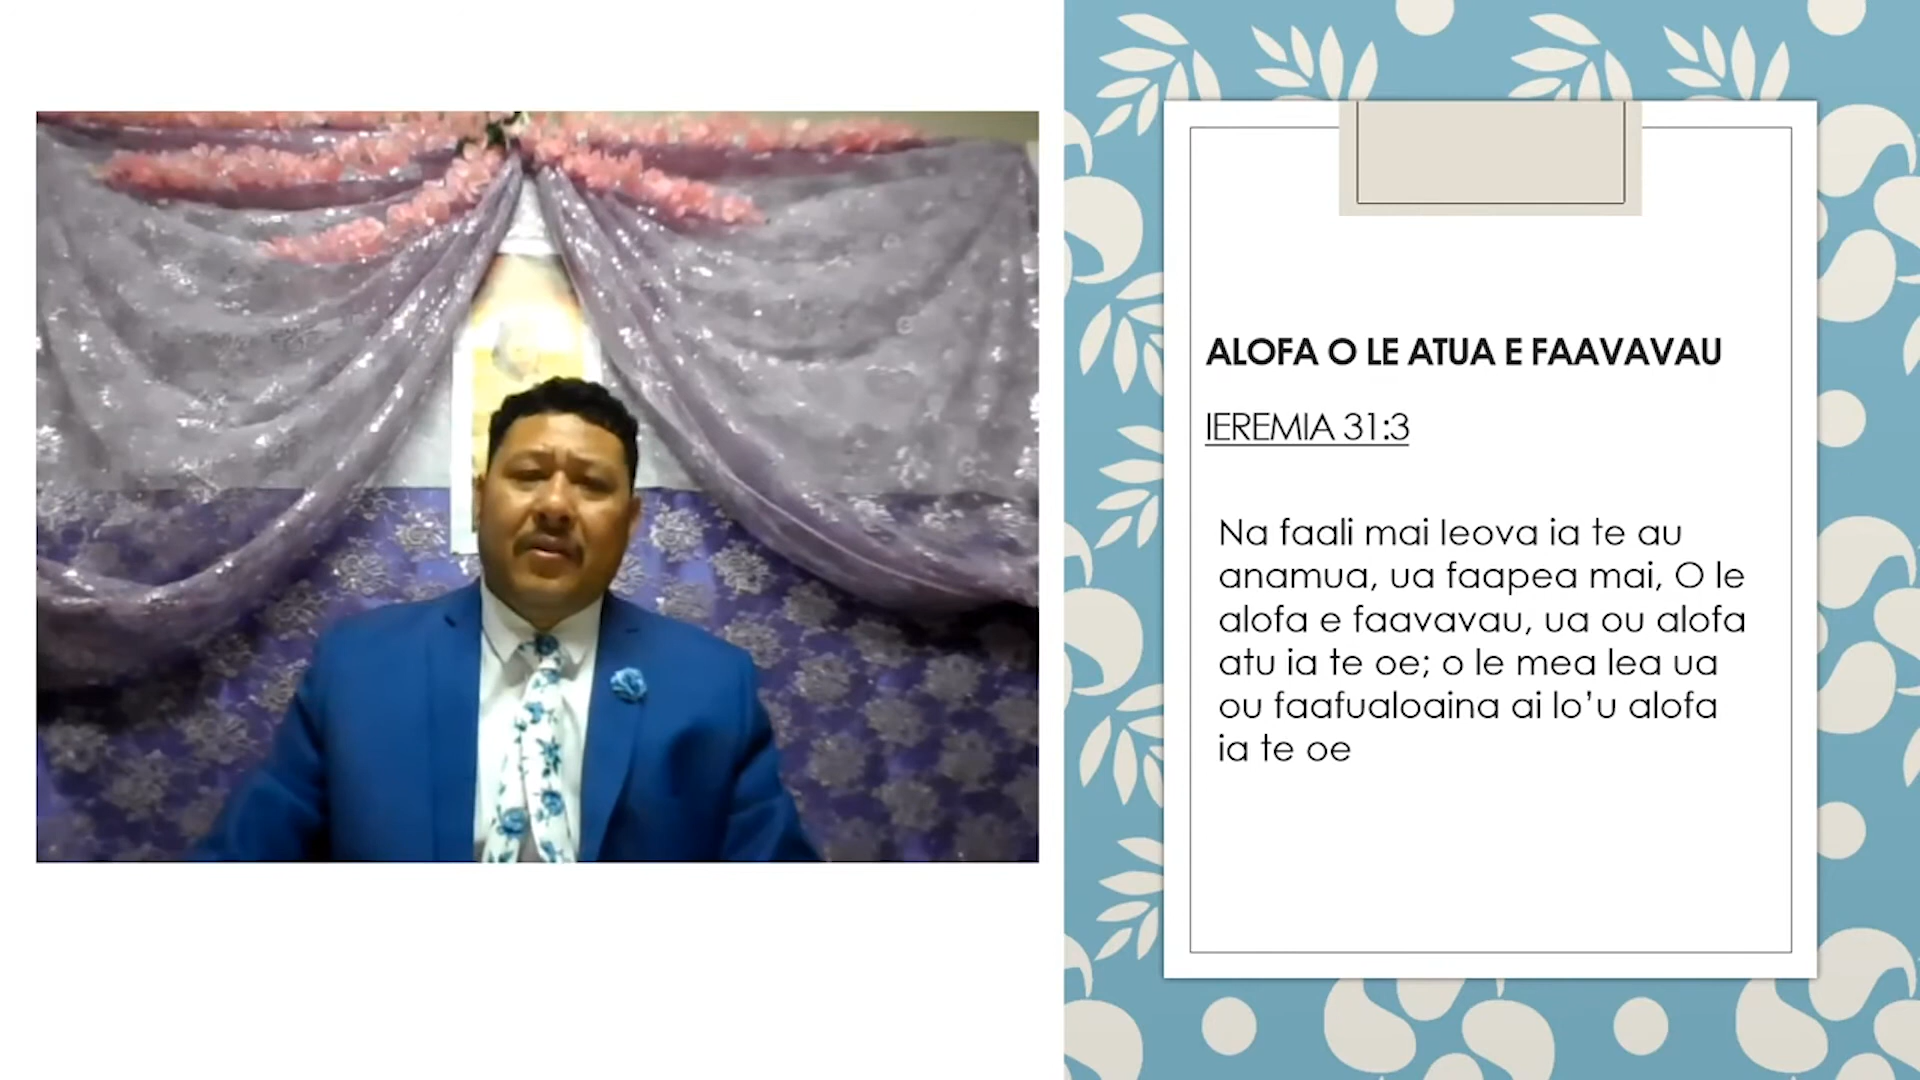 ALOFA O LE ATUA E FAAVAVAU
IEREMIA 31:3
Na faali mai Ieova ia te au
anamua, ua faapea mai, O le
alofa e faavavau, ua ou alofa
atu ia te oe; o le mea lea ua
ou faafualoaina ai lo’u alofa
ia te oe